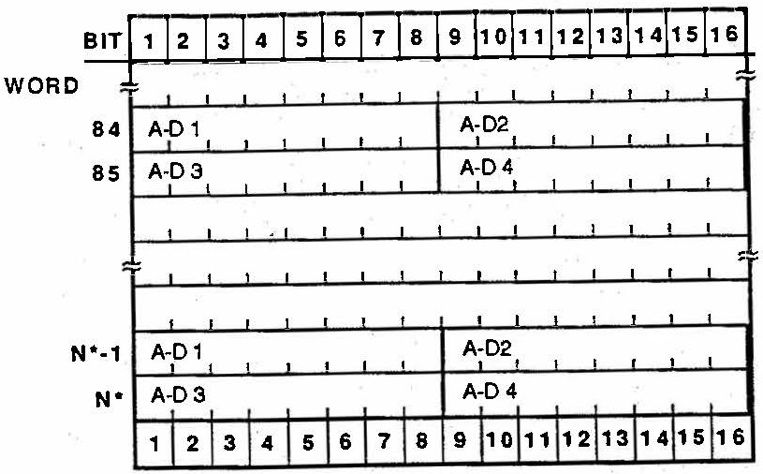 BIT 1 2 3 4 5 6 7 8 9 10 11 12 13 14 15 16
WORD
84 A-D 1 A-D2
85 A-D 3 A-D 4
N*-1 A-D 1 A-D2
N* A-D 3 A-D 4
1 2 3 4 5 6 7 8 9 10 11 12 13 14 15 16